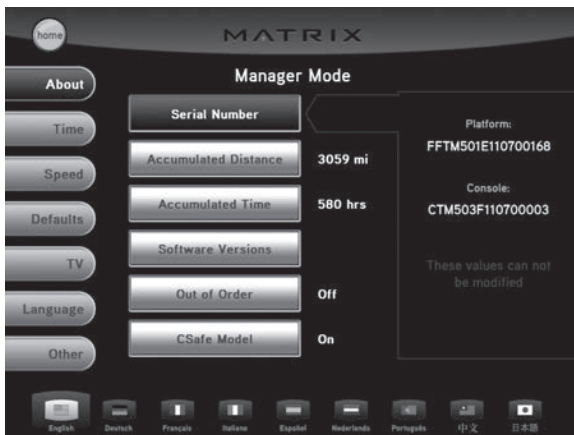 home
MATRIX
Manager Mode
About
Time
Speed
Defaults
TV
Language
Other
Serial Number
Accumulated Distance 3059 mi
Accumulated Time 580 hrs
Software Versions
Out of Order Off
CSafe Model On
Platform:
FFTM501E110700168
Console:
CTM503F110700003
These values can not
be modified
English Deutsch Français Italiano Español Nederlands Português 中文 日本語